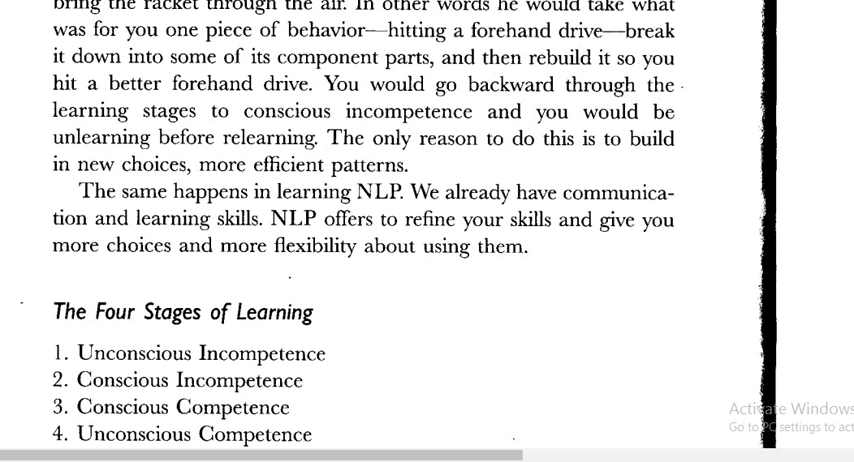 bring the racket through the air. In other words he would take what
was for you one piece of behavior—hitting a forehand drive—break
it down into some of its component parts, and then rebuild it so you
hit a better forehand drive. You would go backward through the
learning stages to conscious incompetence and you would be
unlearning before relearning. The only reason to do this is to build
in new choices, more efficient patterns.
The same happens in learning NLP. We already have communica-
tion and learning skills. NLP offers to refine your skills and give you
more choices and more flexibility about using them.
The Four Stages of Learning
1. Unconscious Incompetence
2. Conscious Incompetence
3. Conscious Competence
4. Unconscious Competence
Activate Windows
Go to PC settings to act